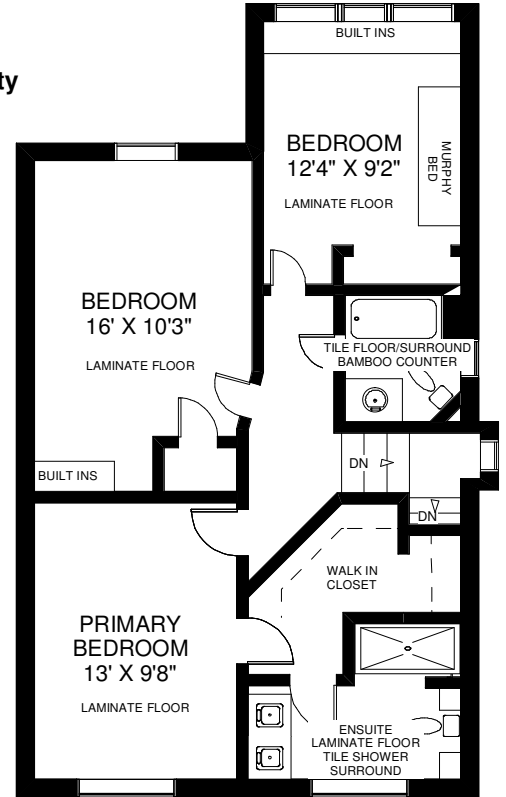 ty
BUILT INS
BEDROOM
12'4" X 9'2"
MURPHY
BED
LAMINATE FLOOR
BEDROOM
16' X 10'3"
LAMINATE FLOOR
TILE FLOOR/SURROUND
BAMBOO COUNTER
BUILT INS
DN
DN
WALK IN
CLOSET
PRIMARY
BEDROOM
13' X 9'8"
LAMINATE FLOOR
ENSUITE
LAMINATE FLOOR
TILE SHOWER
SURROUND